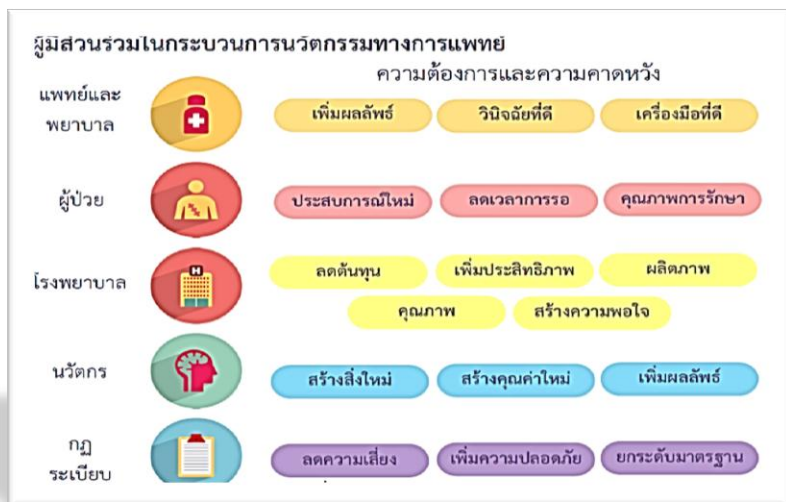 ผู้มีส่วนร่วมในกระบวนการนวัตกรรมทางการแพทย์
ความต้องการและความคาดหวัง
แพทย์และ
พยาบาล
เพิ่มผลลัพธ์ วินิจฉัยที่ดี เครื่องมือที่ดี
ผู้ป่วย
ประสบการณ์ใหม่ ลดเวลาการรอ คุณภาพการรักษา
โรงพยาบาล
H
ลดต้นทุน เพิ่มประสิทธิภาพ ผลิตภาพ
คุณภาพ สร้างความพอใจ
นวัตกร
สร้างสิ่งใหม่ สร้างคุณค่าใหม่ เพิ่มผลลัพธ์
กฎ
ระเบียบ
ลดความเสี่ยง เพิ่มความปลอดภัย ยกระดับมาตรฐาน